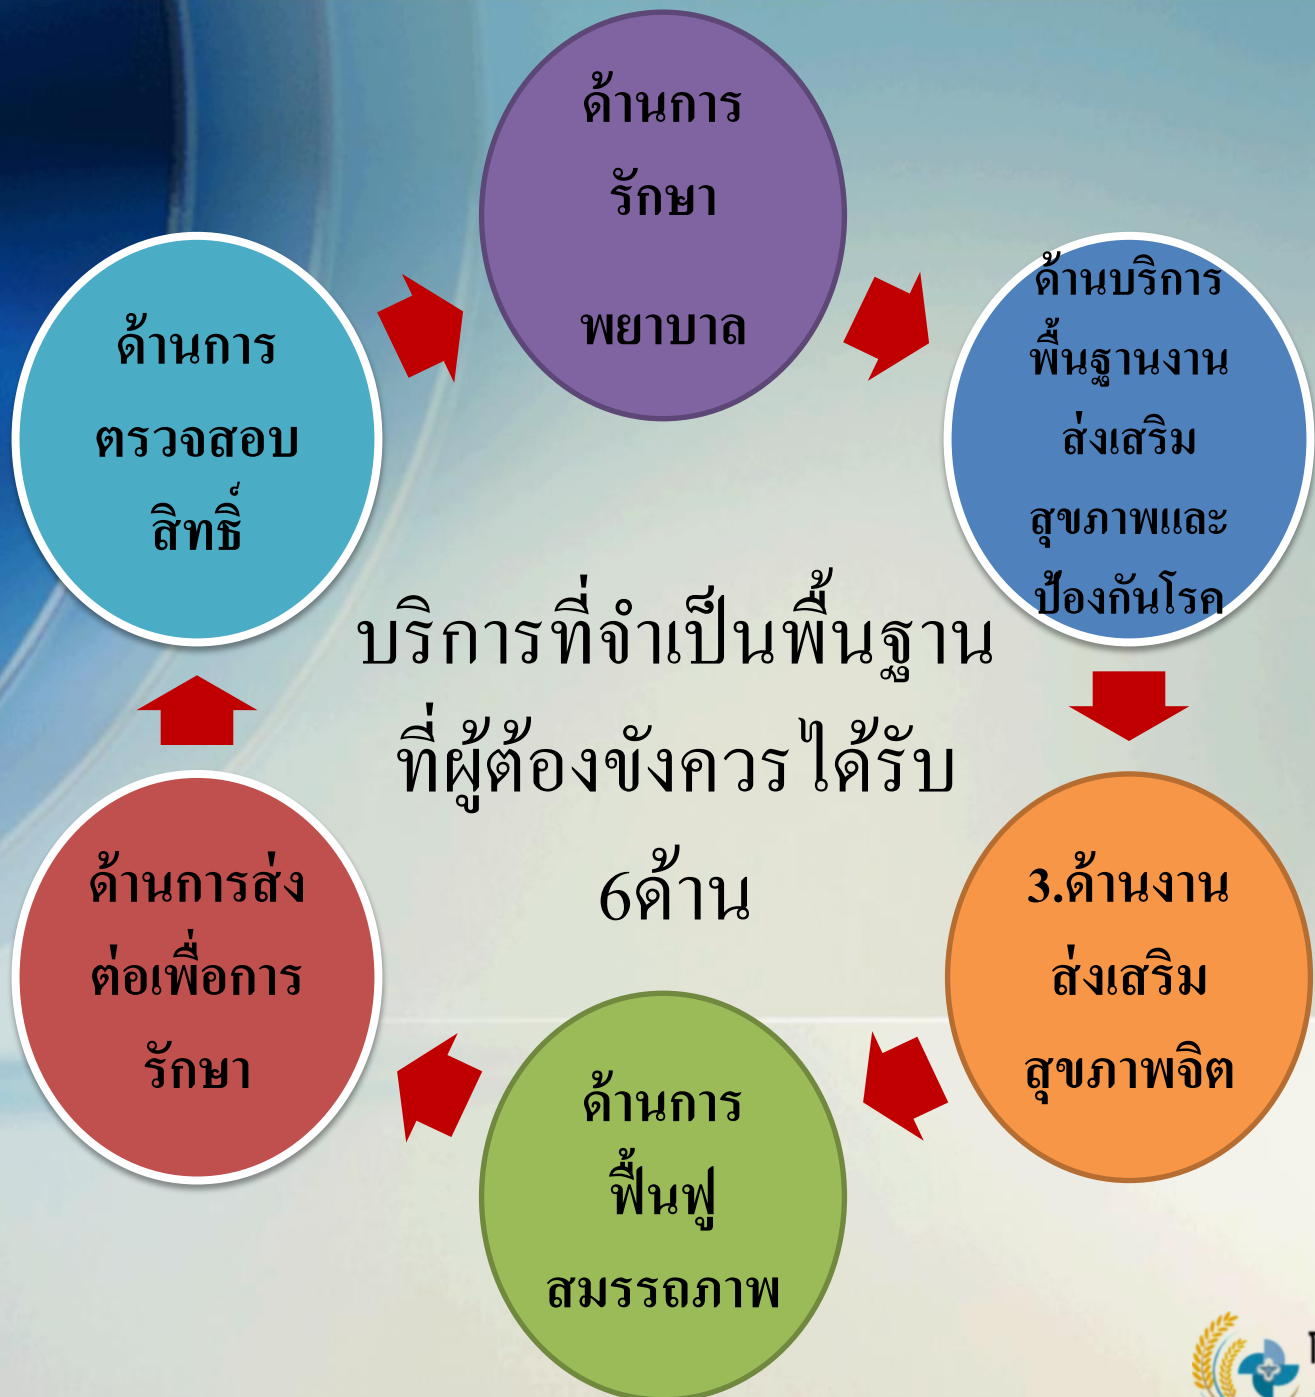 ด้านการ
รักษา
พยาบาล
ด้านบริการ
พื้นฐานงาน
ส่งเสริม
สุขภาพและ
ป้องกันโรค
3.ด้านงาน
ส่งเสริม
สุขภาพจิต
ด้านการ
ฟื้นฟู
สมรรถภาพ
ด้านการส่ง
ต่อเพื่อการ
รักษา
ด้านการ
ตรวจสอบ
สิทธิ์
บริการที่จำเป็นพื้นฐาน
ที่ผู้ต้องขังควรได้รับ
6ด้าน